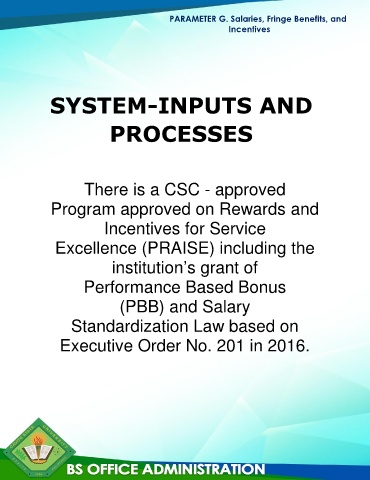 PARAMETER G. Salaries, Fringe Benefits, and
Incentives
SYSTEM-INPUTS AND
PROCESSES
There is a CSC - approved
Program approved on Rewards and
Incentives for Service
Excellence (PRAISE) including the
institution’s grant of
Performance Based Bonus
(PBB) and Salary
Standardization Law based on
Executive Order No. 201 in 2016.
BS OFFICE ADMINISTRATION